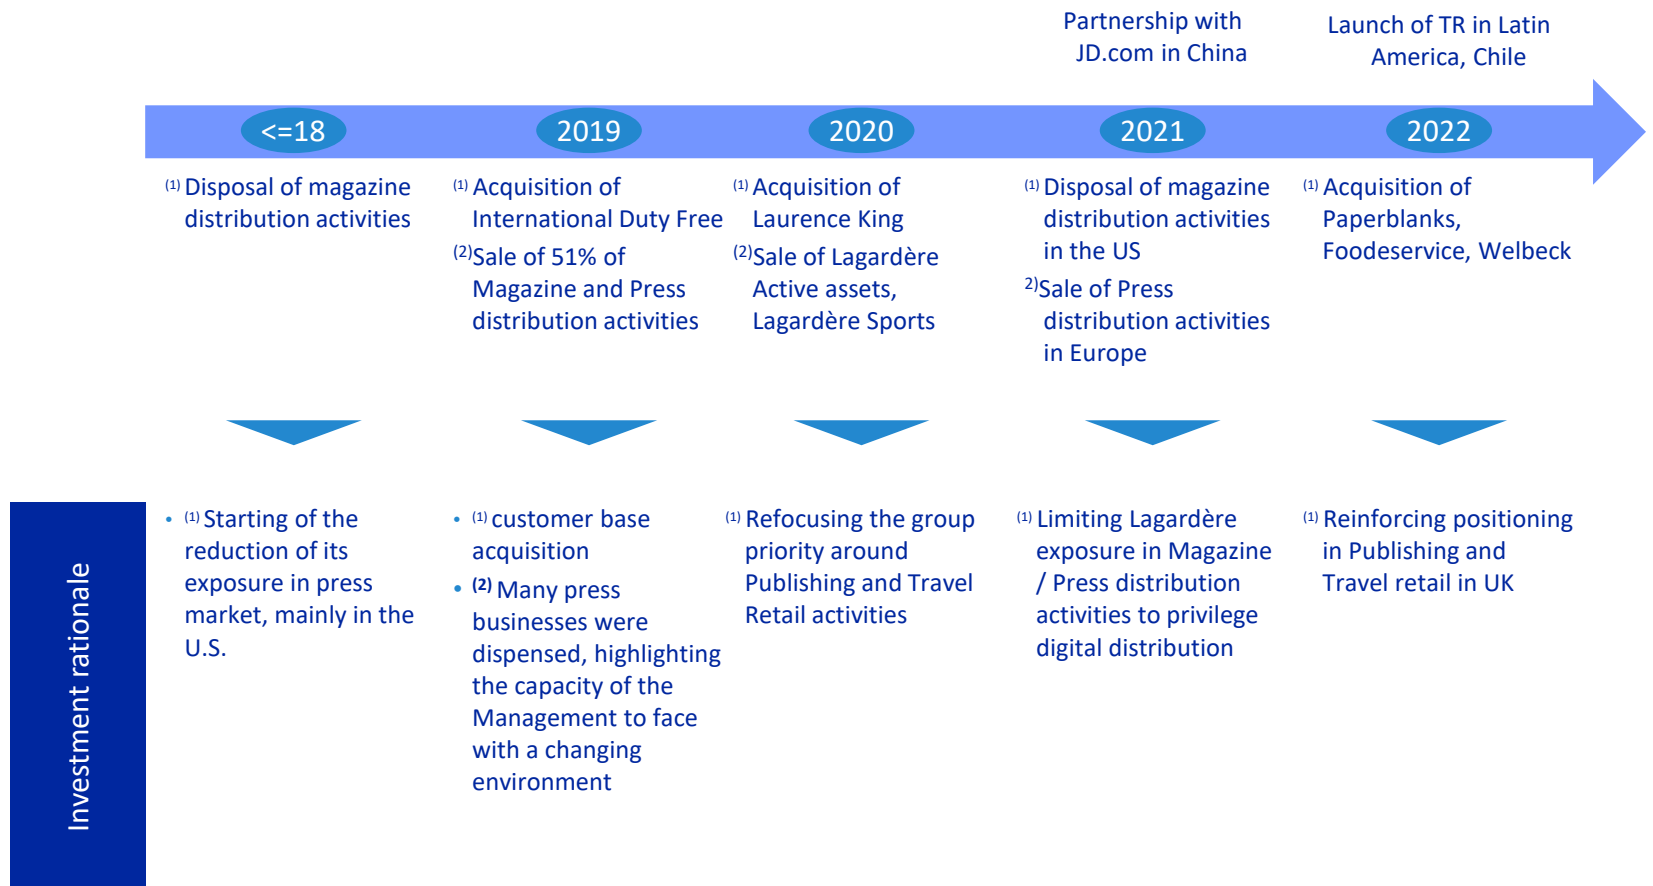 Partnership with
JD.com in China
Launch of TR in Latin
America, Chile
<=18
2019
2020
2021
2022
(1) Disposal of magazine
distribution activities
(1) Acquisition of
International Duty Free
(2)Sale of 51% of
Magazine and Press
distribution activities
(1) Acquisition of
Laurence King
(2)Sale of Lagardère
Active assets,
Lagardère Sports
(1) Disposal of magazine
distribution activities
in the US
2)Sale of Press
distribution activities
in Europe
(1) Acquisition of
Paperblanks,
Foodeservice, Welbeck
Investment rationale
• (1) Starting of the
reduction of its
exposure in press
market, mainly in the
U.S.
• (1) customer base
acquisition
• (2) Many press
businesses were
dispensed, highlighting
the capacity of the
Management to face
with a changing
environment
(1) Refocusing the group
priority around
Publishing and Travel
Retail activities
(1) Limiting Lagardère
exposure in Magazine
/ Press distribution
activities to privilege
digital distribution
(1) Reinforcing positioning
in Publishing and
Travel retail in UK